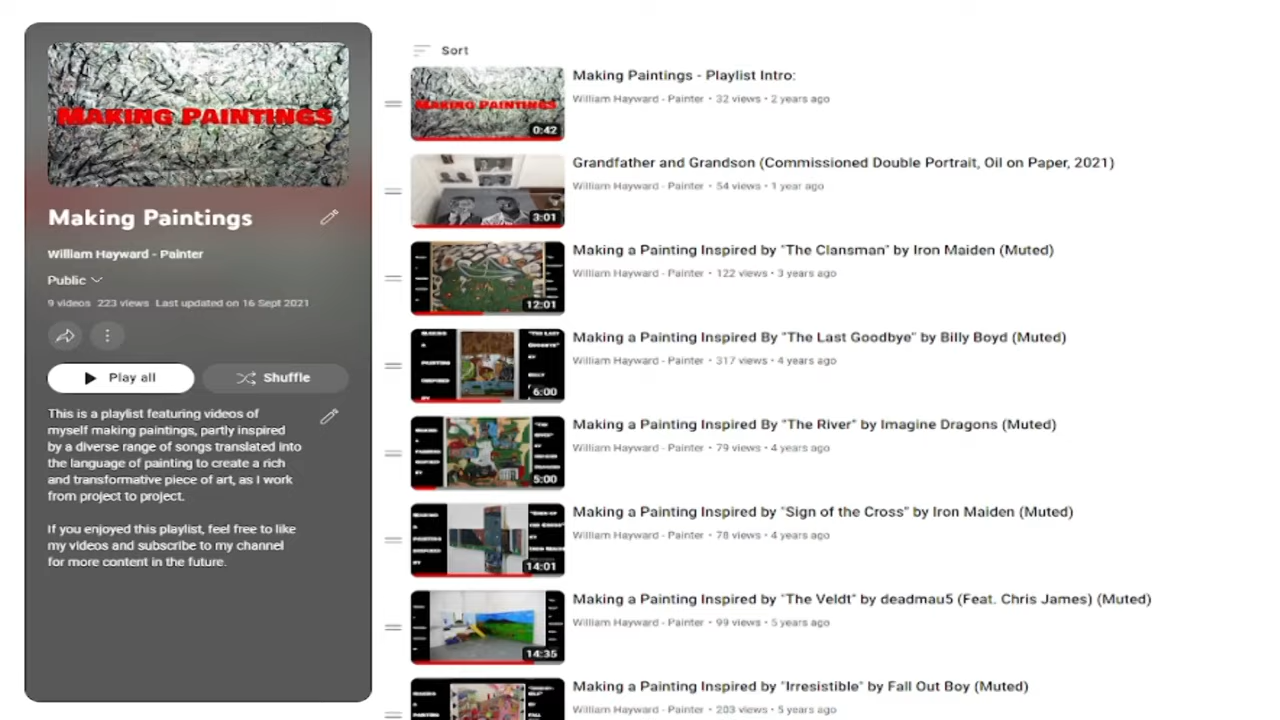 MAKING PAINTINGS
Making Paintings
William Hayward - Painter
Public
9 videos 223 views Last updated on 16 Sept 2021
Play all
Shuffle
This is a playlist featuring videos of
myself making paintings, partly inspired
by a diverse range of songs translated into
the language of painting to create a rich
and transformative piece of art, as I work
from project to project.
If you enjoyed this playlist, feel free to like
my videos and subscribe to my channel
for more content in the future.
Sort
MAKING PAINTINGS
0:42
Making Paintings - Playlist Intro:
William Hayward - Painter • 32 views • 2 years ago
3:01
Grandfather and Grandson (Commissioned Double Portrait, Oil on Paper, 2021)
William Hayward - Painter • 54 views • 1 year ago
12:01
Making a Painting Inspired by "The Clansman" by Iron Maiden (Muted)
William Hayward - Painter • 122 views • 3 years ago
6:00
Making a Painting Inspired By "The Last Goodbye" by Billy Boyd (Muted)
William Hayward - Painter • 317 views • 4 years ago
5:00
Making a Painting Inspired By "The River" by Imagine Dragons (Muted)
William Hayward - Painter • 79 views • 4 years ago
14:01
Making a Painting Inspired by "Sign of the Cross" by Iron Maiden (Muted)
William Hayward - Painter • 78 views • 4 years ago
14:35
Making a Painting Inspired by "The Veldt" by deadmau5 (Feat. Chris James) (Muted)
William Hayward - Painter • 99 views • 5 years ago
Making a Painting Inspired by "Irresistible" by Fall Out Boy (Muted)
William Hayward - Painter • 203 views • 5 years ago